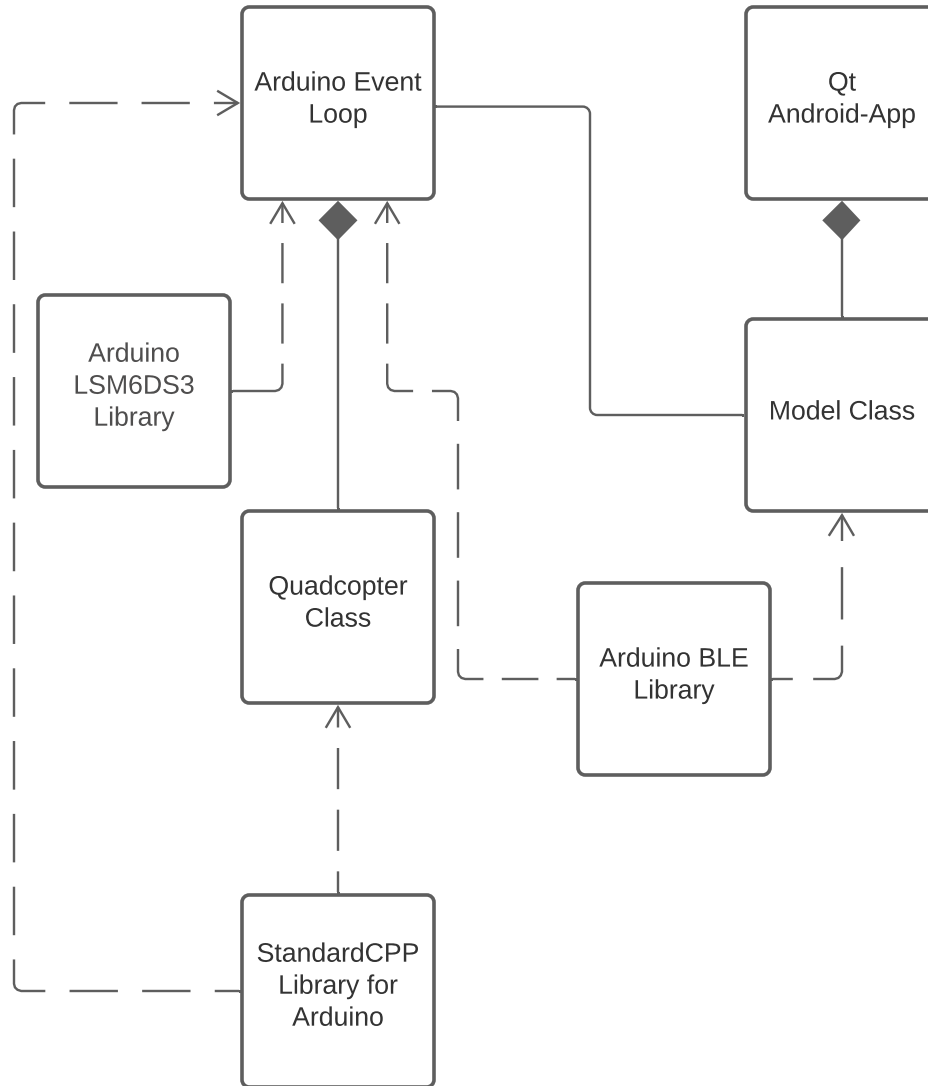 Arduino Event
Loop
Qt
Android-App
Arduino
LSM6DS3
Library
Model Class
Quadcopter
Class
Arduino BLE
Library
StandardCPP
Library for
Arduino